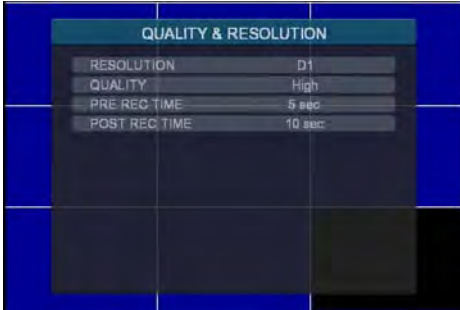 QUALITY & RESOLUTION
RESOLUTION D1
QUALITY High
PRE REC TIME 5 sec
POST REC TIME 10 sec